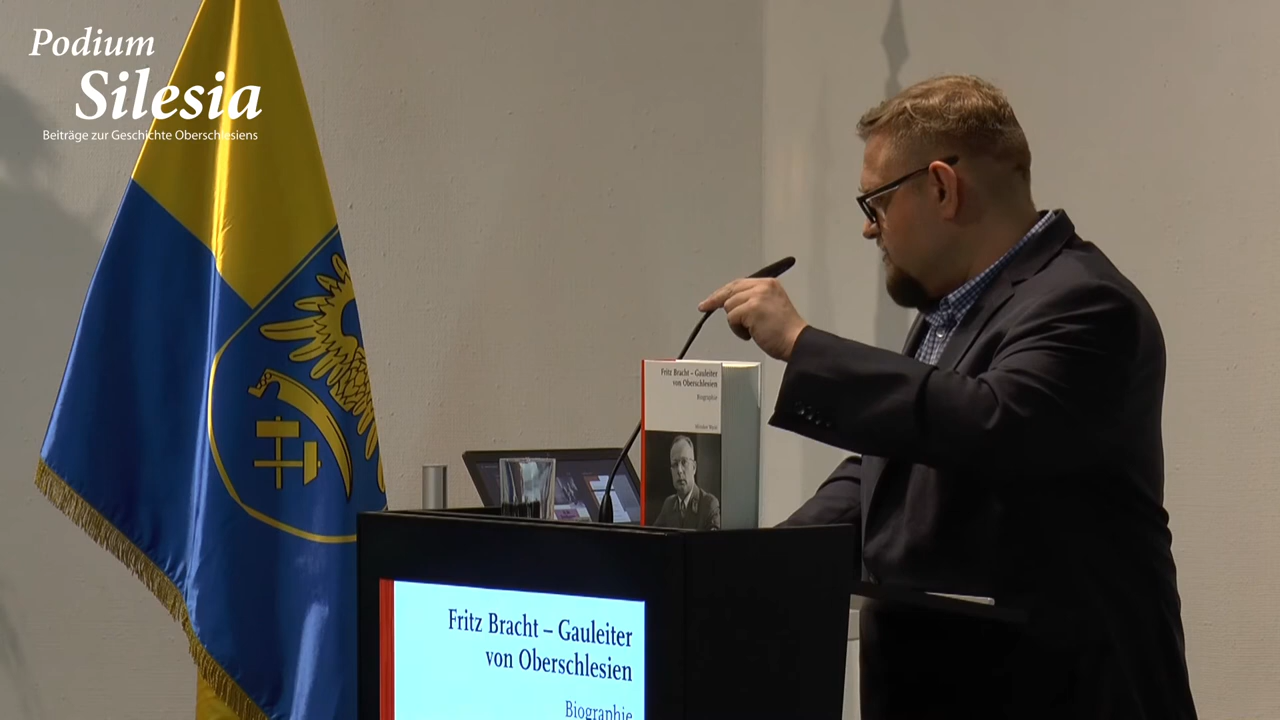 Podium
Silesia
Beiträge zur Geschichte Oberschlesiens
Fritz Bracht – Gauleiter
von Oberschlesien
Biographie
Fritz Bracht – Gauleiter
von Oberschlesien
Biographie